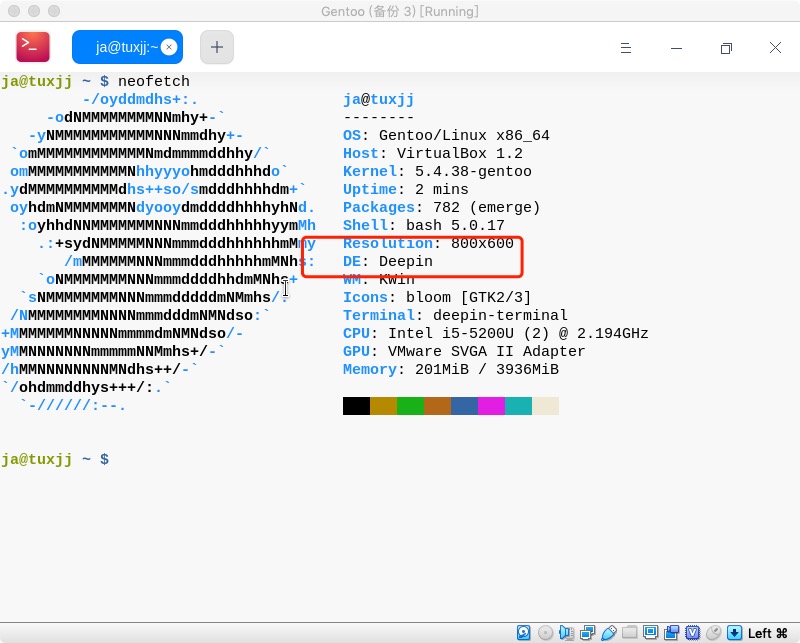 Gentoo (备份 3) [Running]
ja@tuxjj:~
ja@tuxjj ~ $ neofetch
-/oyddmdhs+:. ja@tuxjj
-odNMMMMMMMMNNmhy+-` --------
-yNMMMMMMMMMMMNNNmmdhy+- OS: Gentoo/Linux x86_64
`omMMMMMMMMMMMMNmdmmmmddhhy/` Host: VirtualBox 1.2
omMMMMMMMMMMMNhhyyyohmdddhhhdo` Kernel: 5.4.38-gentoo
.ydMMMMMMMMMMdhs++so/smdddhhhhdm+` Uptime: 2 mins
oyhdmNMMMMMMMNdyooydmddddhhhhyhNd. Packages: 782 (emerge)
:oyhhdNNMMMMMMMNNNmmdddhhhhhyymMh Shell: bash 5.0.17
.:+sydNMMMMMNNNmmmdddhhhhhhmMmy Resolution: 800x600
/mMMMMMMNNNmmmdddhhhhhmMNhs: DE: Deepin
`oNMMMMMMMNNNmmmddddhhdmMNhs+ WM: KWin
`sNMMMMMMMMNNNmmmdddddmNMmhs/. Icons: bloom [GTK2/3]
/NMMMMMMMMNNNNmmmdddmNMNdso:` Terminal: deepin-terminal
+MMMMMMMNNNNNmmmmdmNMNdso/- CPU: Intel i5-5200U (2) @ 2.194GHz
yMMNNNNNNNmmmmmNNMmhs+/-` GPU: VMware SVGA II Adapter
/hMMNNNNNNNNMNdhs++/-` Memory: 201MiB / 3936MiB
`/ohdmmddhys+++/:.`
`-//////:--.
ja@tuxjj ~ $
Left ⌘